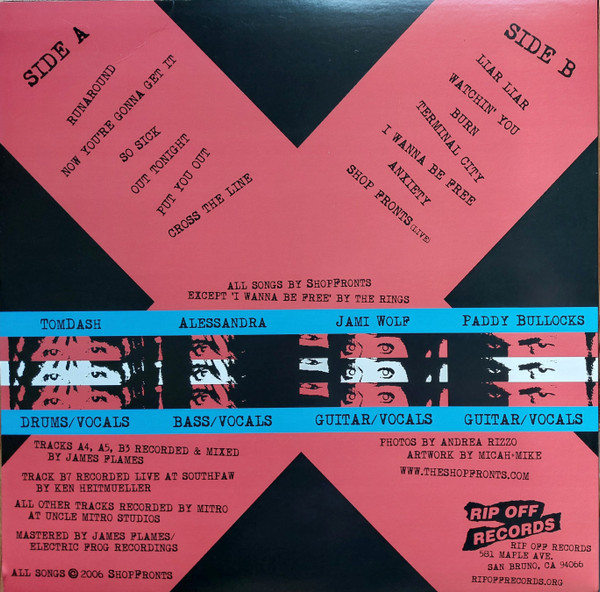 SIDE A
RUNAROUND
NOW YOU'RE GONNA GET IT
SO SICK
OUT TONIGHT
PUT YOU OUT
CROSS THE LINE
SIDE B
LIAR LIAR
WATCHIN' YOU
BURN
TERMINAL CITY
I WANNA BE FREE
ANXIETY
SHOP FRONTS (LIVE)
ALL SONGS BY SHOPFRONTS
EXCEPT 'I WANNA BE FREE' BY THE RINGS
TOMDASH
ALESSANDRA
JAMI WOLF
PADDY BULLOCKS
DRUMS/VOCALS
BASS/VOCALS
GUITAR/VOCALS
GUITAR/VOCALS
TRACKS A4, A5, B3 RECORDED & MIXED
BY JAMES FLAMES
TRACK B7 RECORDED LIVE AT SOUTHPAW
BY KEN HEITMUELLER
ALL OTHER TRACKS RECORDED BY MITRO
AT UNCLE MITRO STUDIOS
MASTERED BY JAMES FLAMES/
ELECTRIC FROG RECORDINGS
ALL SONGS © 2006 SHOPFRONTS
PHOTOS BY ANDREA RIZZO
ARTWORK BY MICAH+MIKE
WWW.THESHOPFRONTS.COM
RIP OFF
RECORDS
RIP OFF RECORDS
581 MAPLE AVE.
SAN BRUNO, CA 94066
RIPOFFRECORDS.ORG